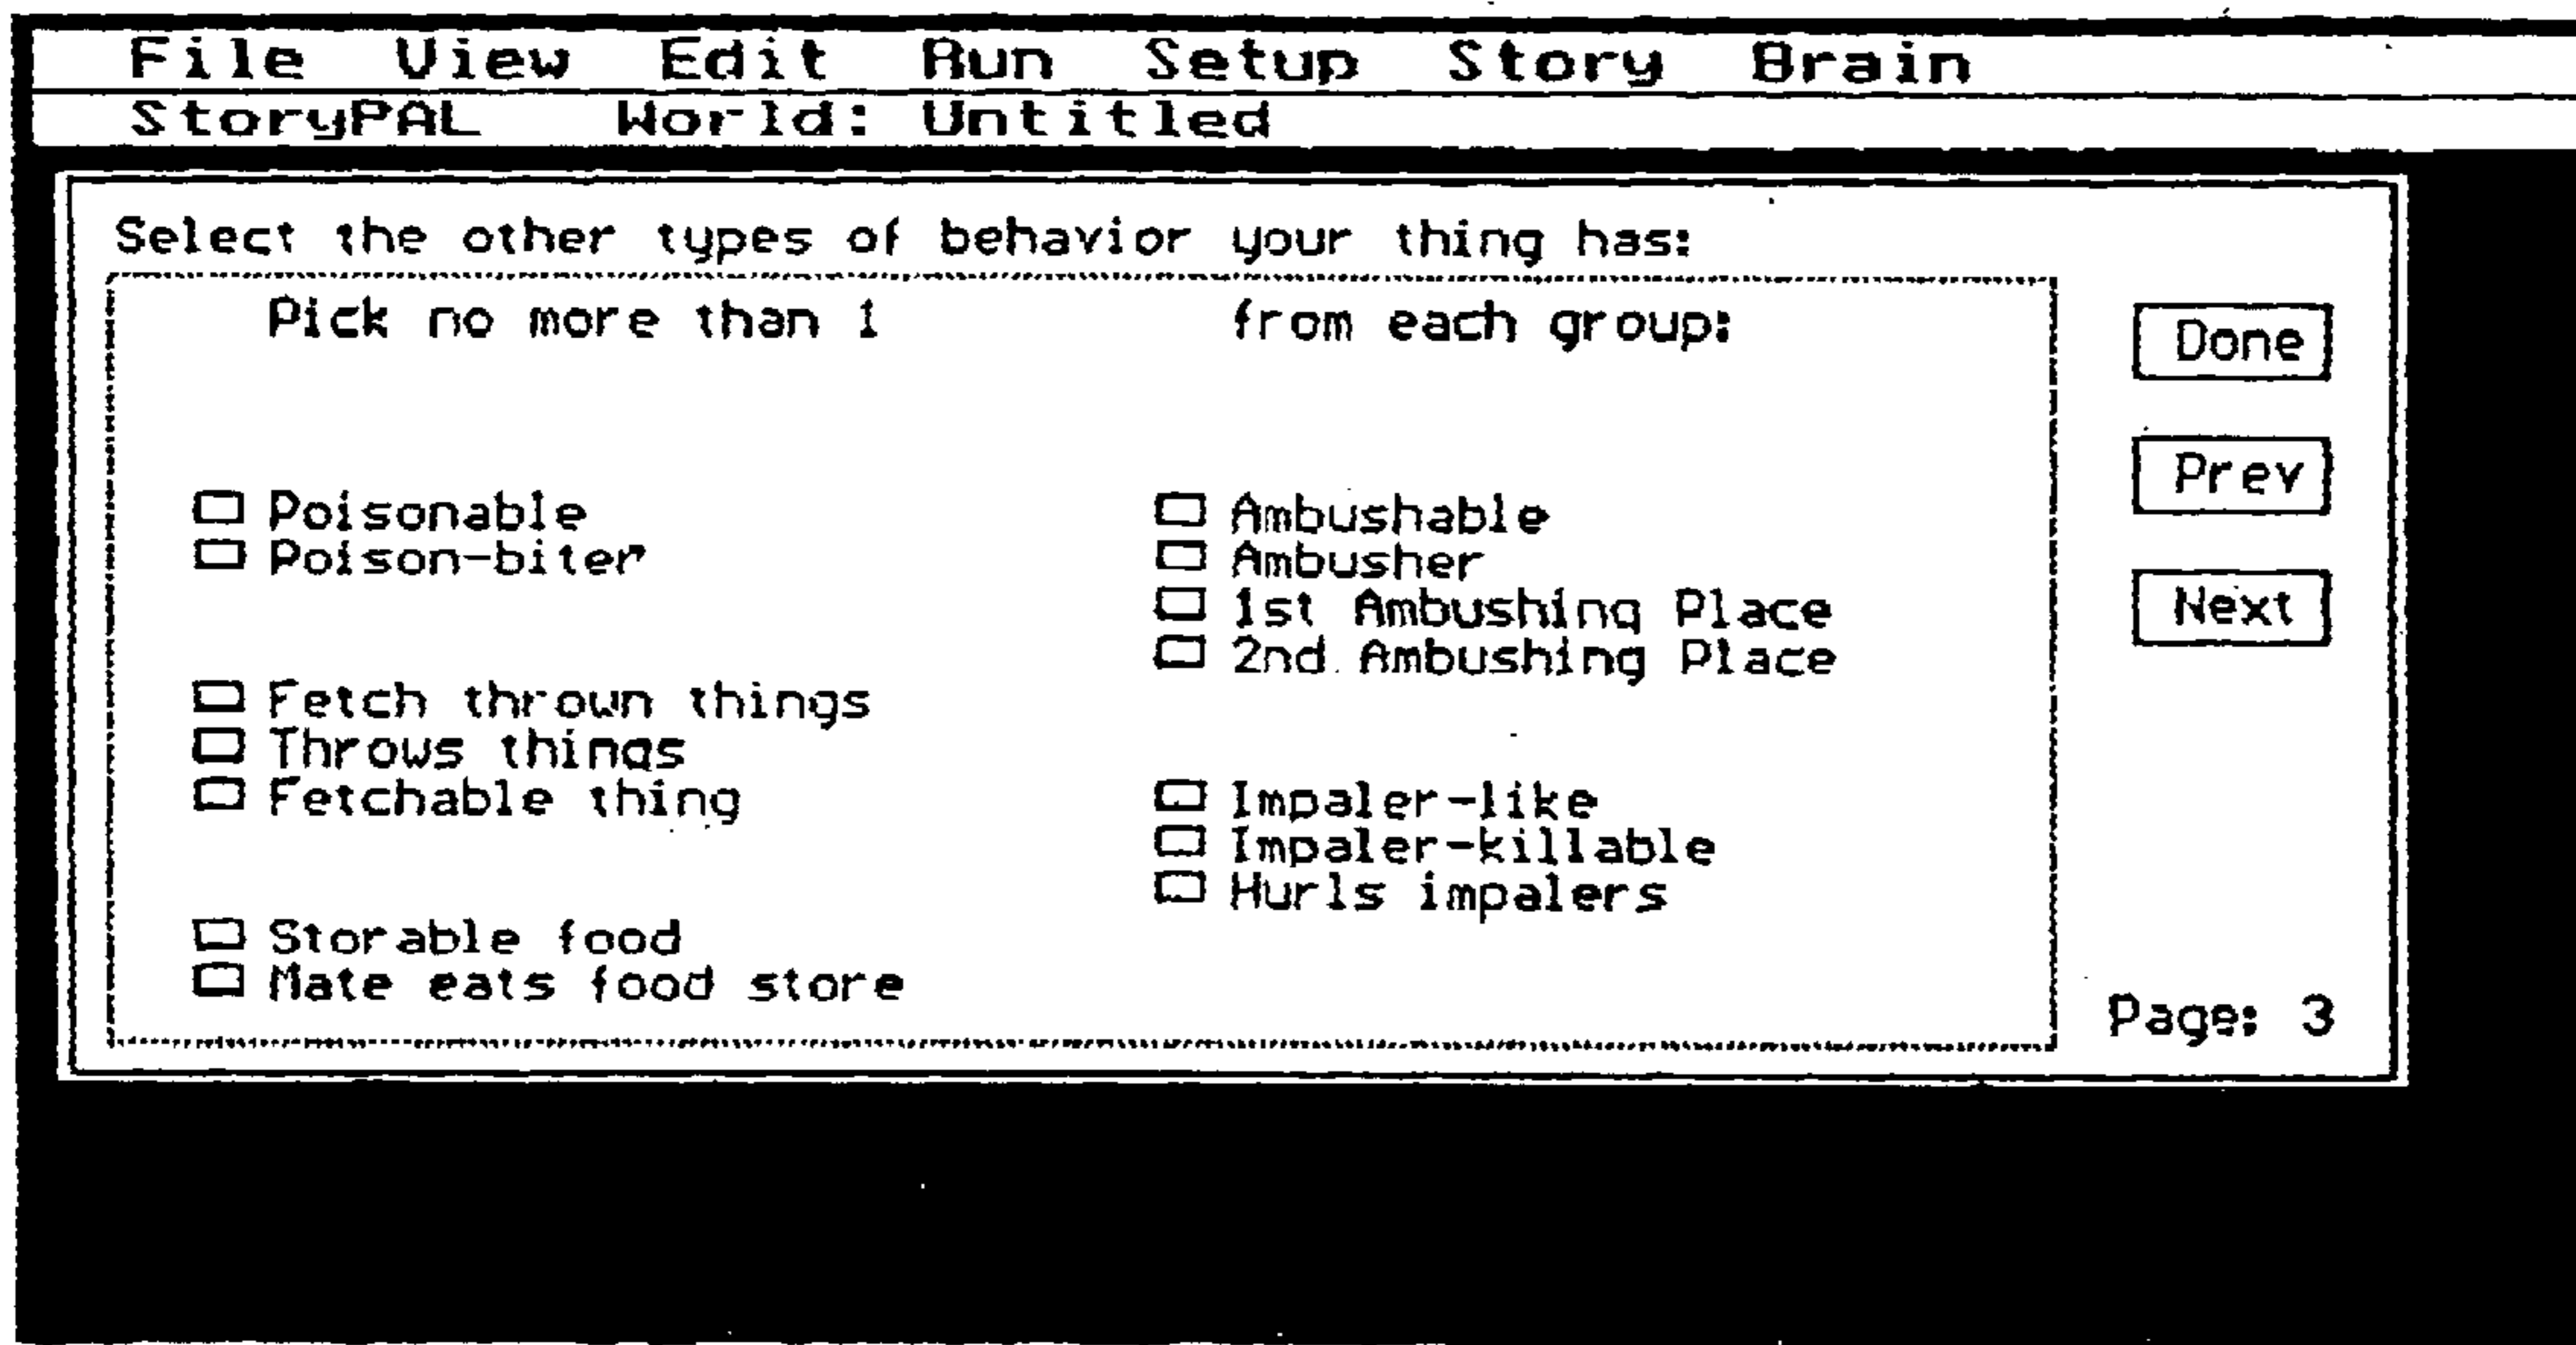 File View Edit Run Setup Story Brain
StoryPAL World: Untitled
Select the other types of behavior your thing has:
Pick no more than 1 from each group:
Poisonable
Poison-biter
Fetch thrown things
Throws things
Fetchable thing
Storable food
Mate eats food store
Ambushable
Ambusher
1st Ambushing Place
2nd Ambushing Place
Impaler-like
Impaler-killable
Hurls impalers
Done
Prev
Next
Page: 3